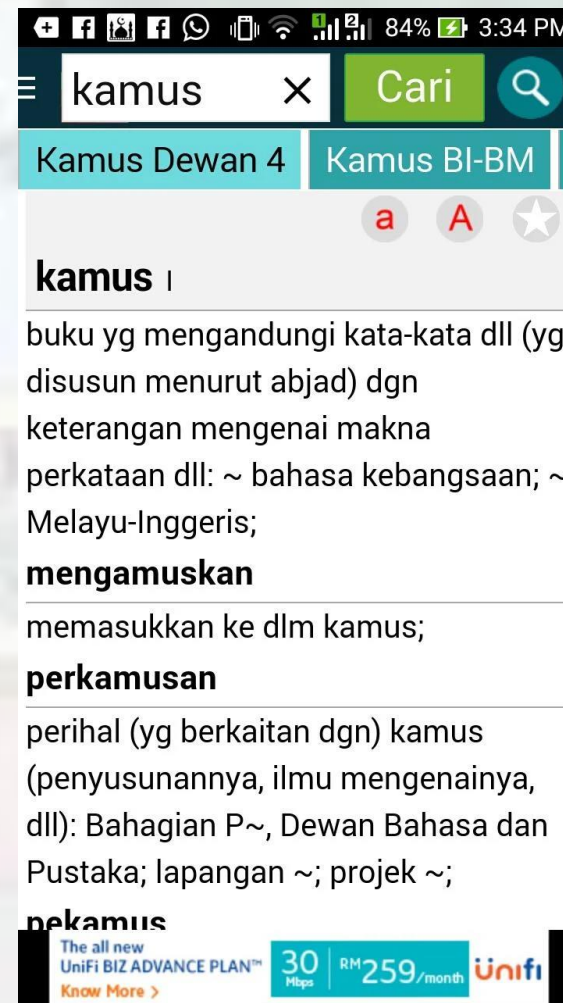 84% 3:34 PM
kamus × Cari
Kamus Dewan 4 Kamus BI-BM
a A
kamus I
buku yg mengandungi kata-kata dll (yg
disusun menurut abjad) dgn
keterangan mengenai makna
perkataan dll: ~ bahasa kebangsaan; ~
Melayu-Inggeris;
mengamuskan
memasukkan ke dlm kamus;
perkamusan
perihal (yg berkaitan dgn) kamus
(penyusunannya, ilmu mengenainya,
dll): Bahagian P~, Dewan Bahasa dan
Pustaka; lapangan ~; projek ~;
pekamus
The all new
UniFi BIZ ADVANCE PLAN™
Know More >
30
Mbps
RM259/month
unifi